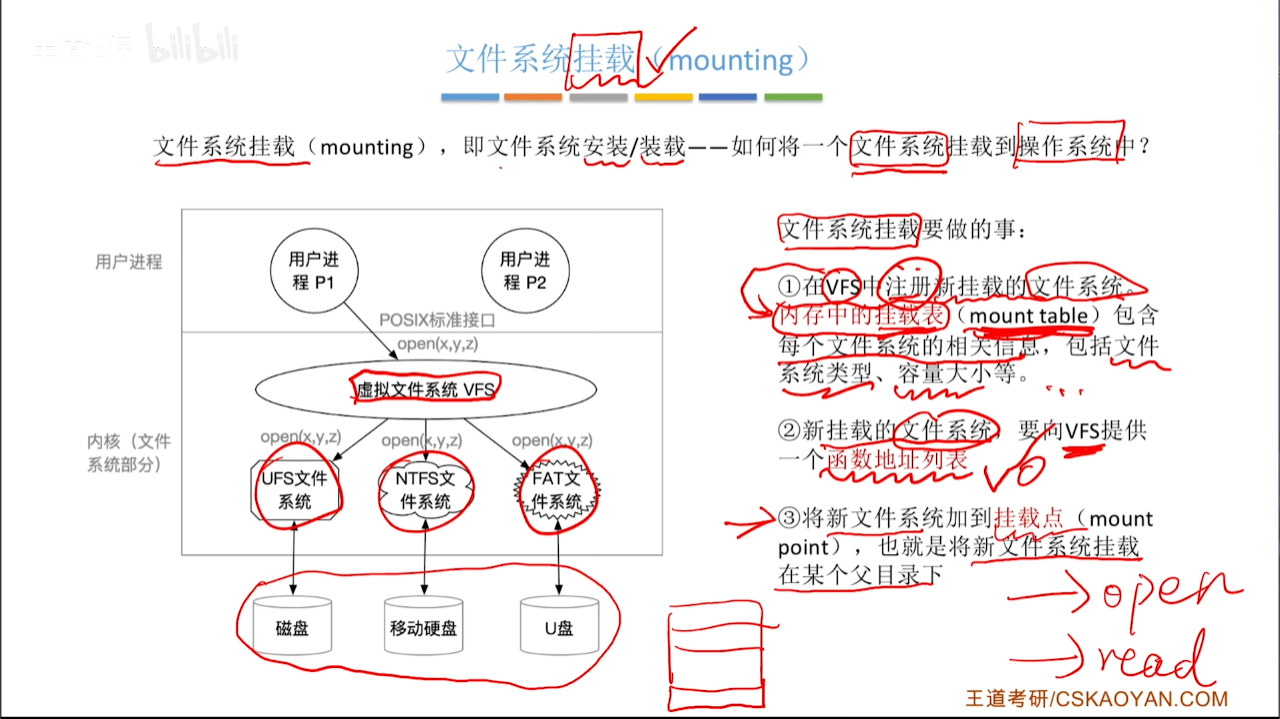 bilibili
文件系统挂载（mounting）
文件系统挂载（mounting），即文件系统安装/装载——如何将一个文件系统挂载到操作系统中？
用户进程
用户进
程 P1
用户进
程 P2
POSIX标准接口
open(x,y,z)
虚拟文件系统 VFS
内核（文件
系统部分）
open(x,y,z)
open(x,y,z)
open(x,y,z)
UFS文件
系统
NTFS文
件系统
FAT文
件系统
磁盘
移动硬盘
U盘
文件系统挂载要做的事：
①在VFS中注册新挂载的文件系统。
内存中的挂载表（mount table）包含
每个文件系统的相关信息，包括文件
系统类型、容量大小等。
②新挂载的文件系统，要向VFS提供
一个函数地址列表
③将新文件系统加到挂载点（mount
point），也就是将新文件系统挂载
在某个父目录下
open
read
王道考研/CSKAOYAN.COM